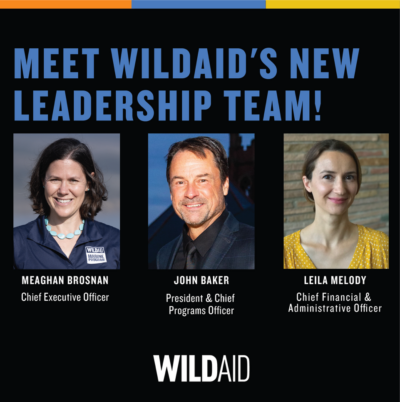 MEET WILDAID'S NEW
LEADERSHIP TEAM!
MEAGHAN BROSNAN
Chief Executive Officer
JOHN BAKER
President & Chief
Programs Officer
LEILA MELODY
Chief Financial &
Administrative Officer
WILDAID